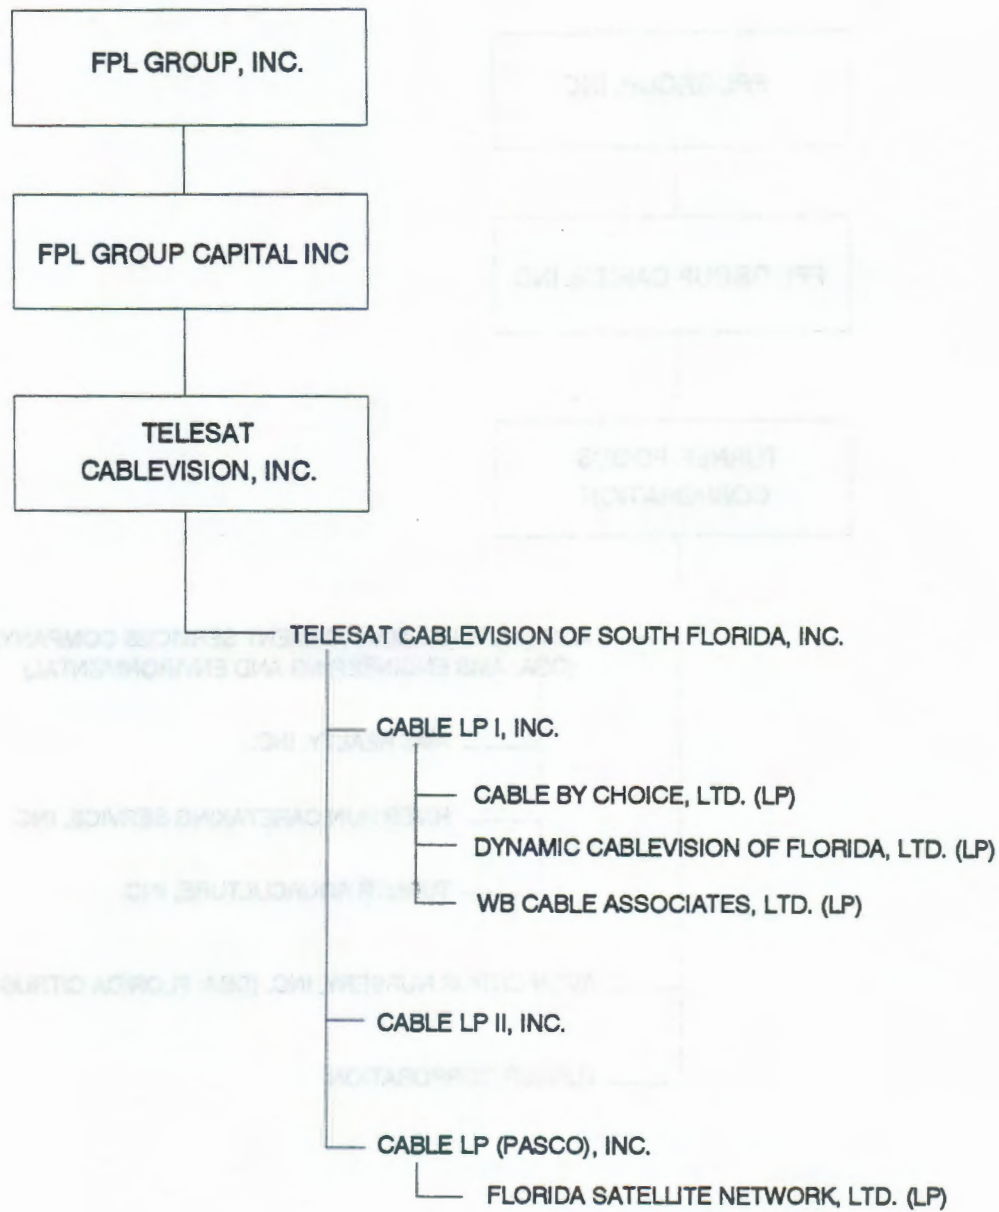 FPL GROUP, INC.
FPL GROUP CAPITAL INC
TELESAT
CABLEVISION, INC.
TELESAT CABLEVISION OF SOUTH FLORIDA, INC.
CABLE LP I, INC.
CABLE BY CHOICE, LTD. (LP)
DYNAMIC CABLEVISION OF FLORIDA, LTD. (LP)
WB CABLE ASSOCIATES, LTD. (LP)
CABLE LP II, INC.
CABLE LP (PASCO), INC.
FLORIDA SATELLITE NETWORK, LTD. (LP)